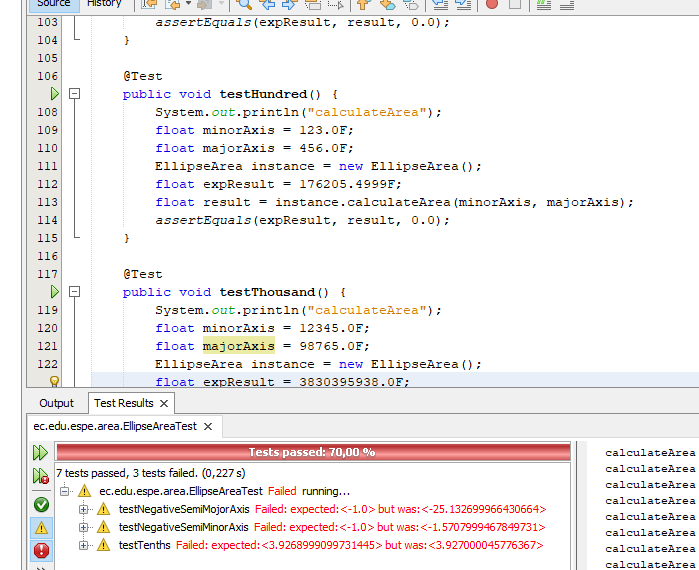 Source History
103 assertEquals(expResult, result, 0.0);
104 }
105
106 @Test
public void testHundred() {
108 System.out.println("calculateArea");
109 float minorAxis = 123.0F;
110 float majorAxis = 456.0F;
111 EllipseArea instance = new EllipseArea();
112 float expResult = 176205.4999F;
113 float result = instance.calculateArea(minorAxis, majorAxis);
114 assertEquals(expResult, result, 0.0);
115 }
116
117 @Test
public void testThousand() {
119 System.out.println("calculateArea");
120 float minorAxis = 12345.0F;
121 float majorAxis = 98765.0F;
122 EllipseArea instance = new EllipseArea();
float expResult = 3830395938.0F;
Output Test Results
ec.edu.espe.area.EllipseAreaTest
Tests passed: 70,00 %
7 tests passed, 3 tests failed. (0,227 s)
ec.edu.espe.area.EllipseAreaTest Failed running...
testNegativeSemiMojorAxis Failed: expected:<-1.0> but was:<-25.132699966430664>
testNegativeSemiMinorAxis Failed: expected:<-1.0> but was:<-1.5707999467849731>
testTenths Failed: expected:<3.9268999099731445> but was:<3.927000045776367>
calculateArea
calculateArea
calculateArea
calculateArea
calculateArea
calculateArea
calculateArea
calculateArea